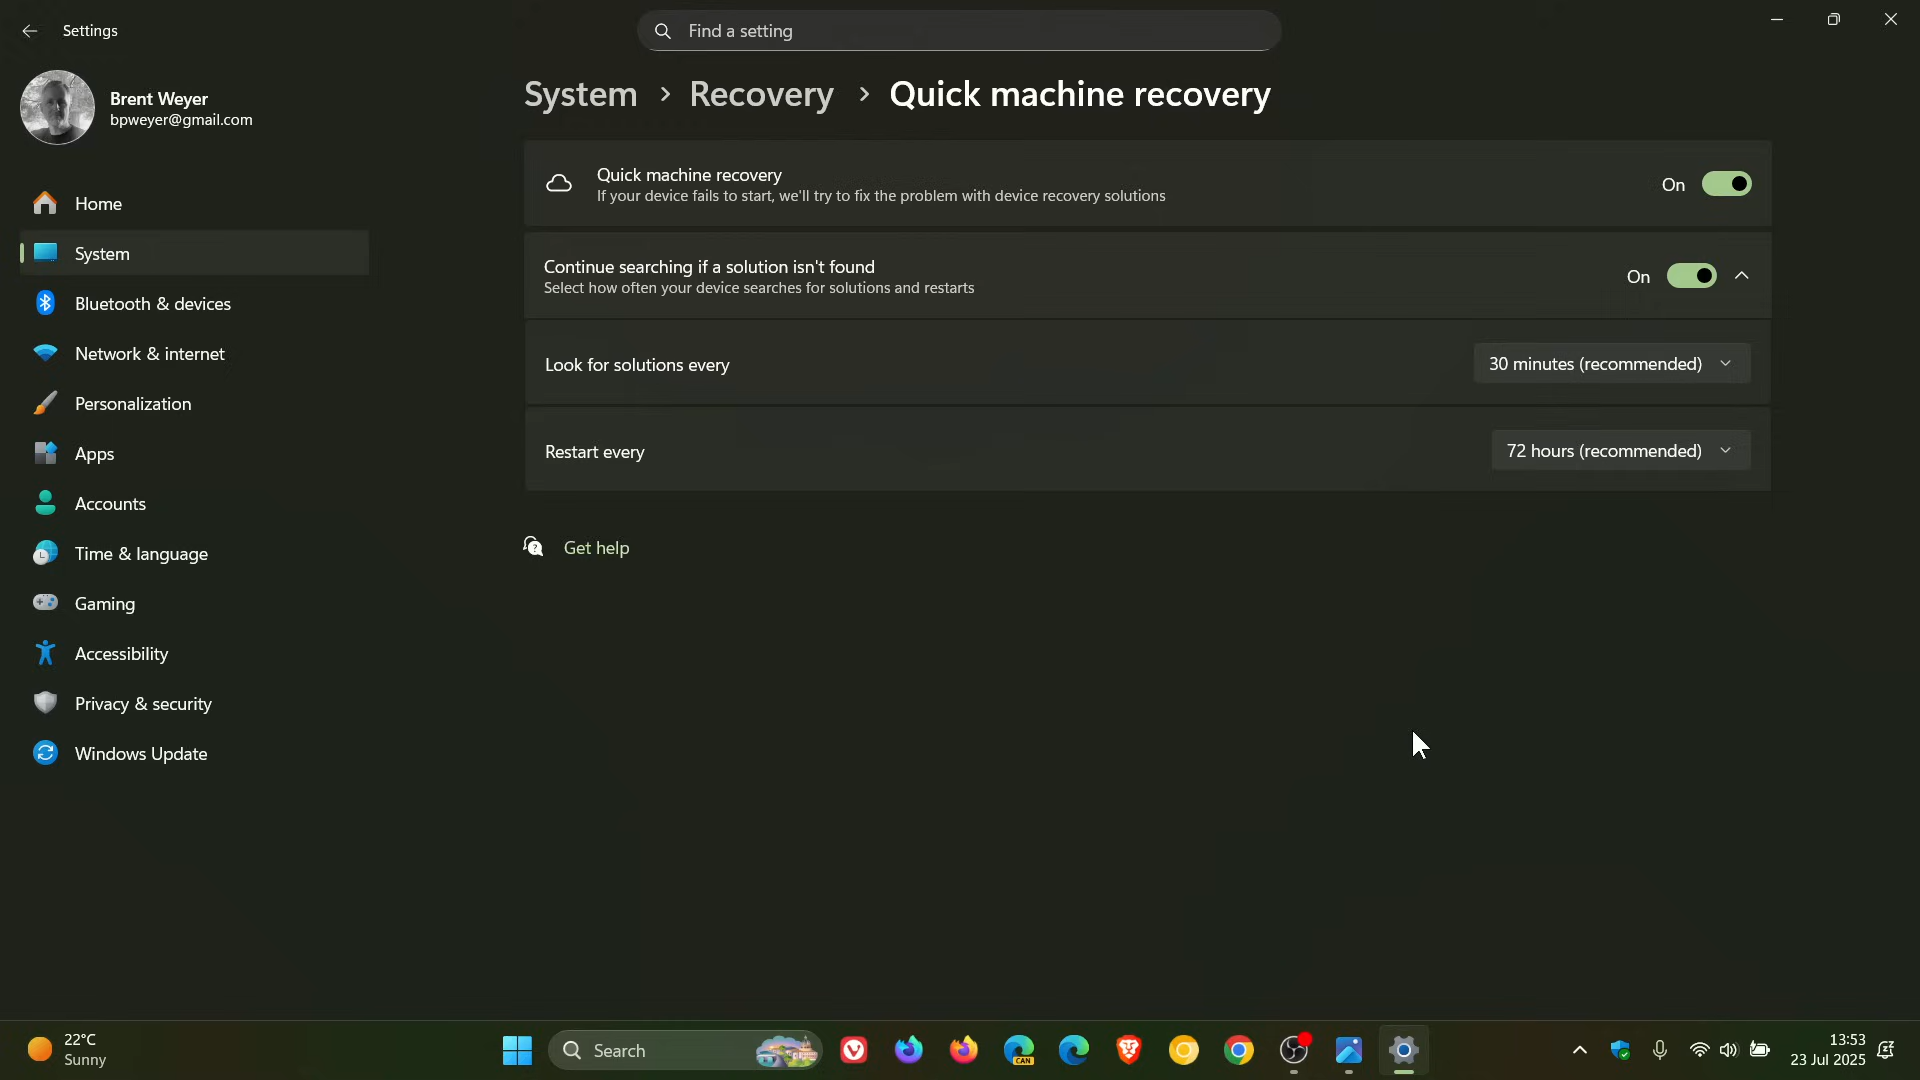 Settings
Find a setting
Brent Weyer
bpweyer@gmail.com
Home
System
Bluetooth & devices
Network & internet
Personalization
Apps
Accounts
Time & language
Gaming
Accessibility
Privacy & security
Windows Update
System > Recovery > Quick machine recovery
Quick machine recovery
If your device fails to start, we'll try to fix the problem with device recovery solutions
On
Continue searching if a solution isn't found
Select how often your device searches for solutions and restarts
On
Look for solutions every
30 minutes (recommended)
Restart every
72 hours (recommended)
Get help
22°C
Sunny
Search
CAN
13:53
23 Jul 2025